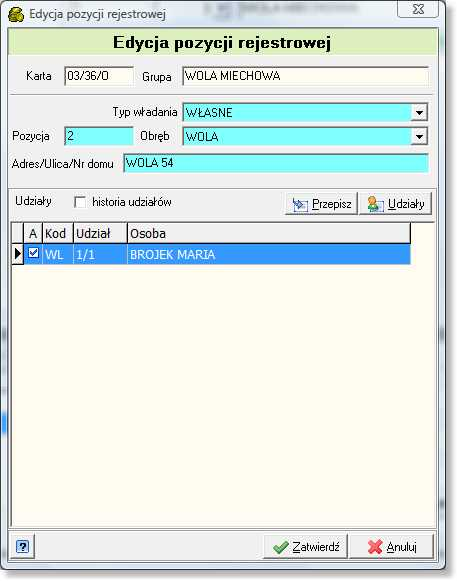 Edycja pozycji rejestrowej
Edycja pozycji rejestrowej
Karta 03/36/0 Grupa WOLA MIECHOWA
Typ władania WŁASNE
Pozycja 2 Obręb WOLA
Adres/Ulica/Nr domu WOLA 54
Udziały historia udziałów Przepisz Udziały
A Kod Udział Osoba
WL 1/1 BROJEK MARIA
? Zatwierdź Anuluj